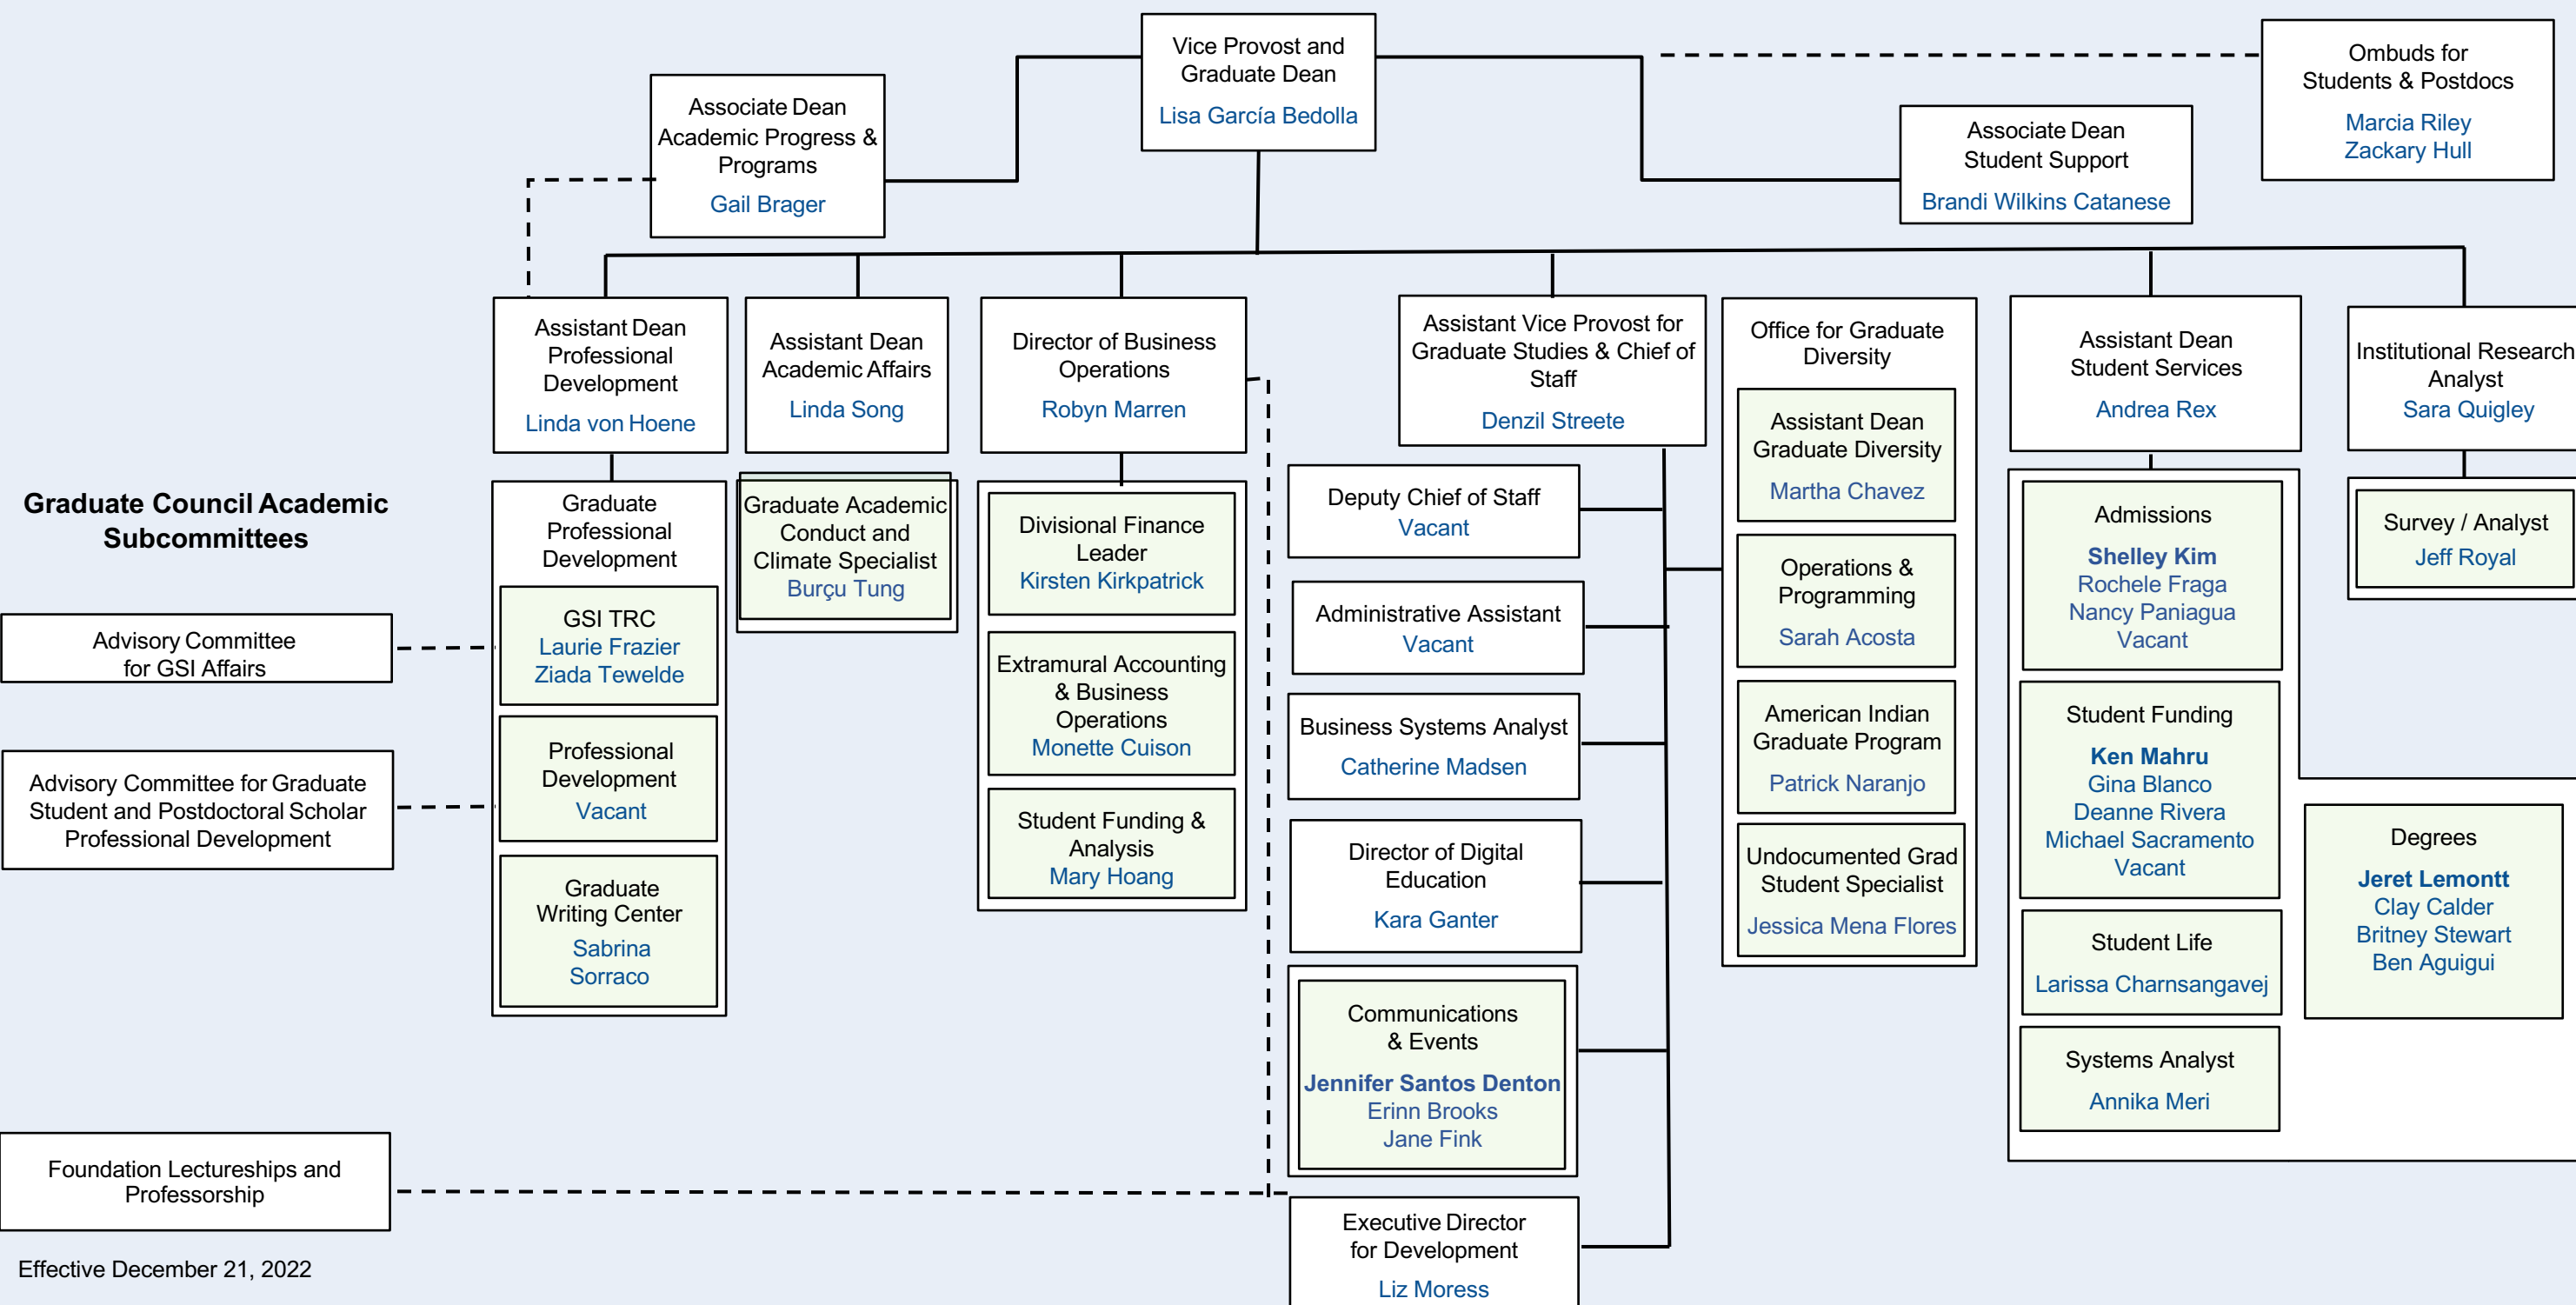 Vice Provost and
Graduate Dean
Lisa García Bedolla
Ombuds for
Students & Postdocs
Marcia Riley
Zackary Hull
Associate Dean
Academic Progress &
Programs
Gail Brager
Associate Dean
Student Support
Brandi Wilkins Catanese
Assistant Dean
Professional
Development
Linda von Hoene
Assistant Dean
Academic Affairs
Linda Song
Director of Business
Operations
Robyn Marren
Assistant Vice Provost for
Graduate Studies & Chief of
Staff
Denzil Streete
Office for Graduate
Diversity
Assistant Dean
Graduate Diversity
Martha Chavez
Operations &
Programming
Sarah Acosta
American Indian
Graduate Program
Patrick Naranjo
Undocumented Grad
Student Specialist
Jessica Mena Flores
Assistant Dean
Student Services
Andrea Rex
Institutional Research
Analyst
Sara Quigley
Graduate Council Academic
Subcommittees
Advisory Committee
for GSI Affairs
Advisory Committee for Graduate
Student and Postdoctoral Scholar
Professional Development
Foundation Lectureships and
Professorship
Graduate
Professional
Development
GSI TRC
Laurie Frazier
Ziada Tewelde
Professional
Development
Vacant
Graduate
Writing Center
Sabrina
Sorraco
Graduate Academic
Conduct and
Climate Specialist
Burçu Tung
Divisional Finance
Leader
Kirsten Kirkpatrick
Extramural Accounting
& Business
Operations
Monette Cuison
Student Funding &
Analysis
Mary Hoang
Deputy Chief of Staff
Vacant
Administrative Assistant
Vacant
Business Systems Analyst
Catherine Madsen
Director of Digital
Education
Kara Ganter
Communications
& Events
Jennifer Santos Denton
Erinn Brooks
Jane Fink
Executive Director
for Development
Liz Moress
Admissions
Shelley Kim
Rochele Fraga
Nancy Paniagua
Vacant
Student Funding
Ken Mahru
Gina Blanco
Deanne Rivera
Michael Sacramento
Vacant
Student Life
Larissa Charnsangavej
Systems Analyst
Annika Meri
Degrees
Jeret Lemontt
Clay Calder
Britney Stewart
Ben Aguigui
Survey / Analyst
Jeff Royal
Effective December 21, 2022